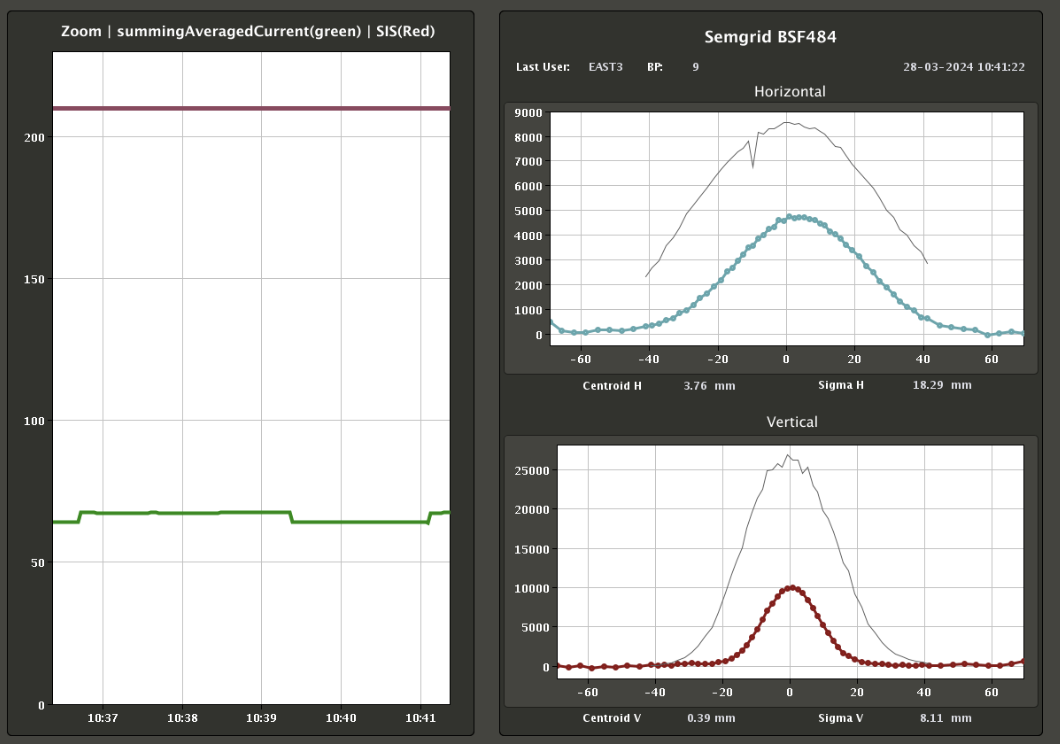 Zoom | summingAveragedCurrent(green) | SIS(Red)
200
150
100
50
0
10:37 10:38 10:39 10:40 10:41
Semgrid BSF484
Last User: EAST3 BP: 9 28-03-2024 10:41:22
Horizontal
9000
8000
7000
6000
5000
4000
3000
2000
1000
0
-60 -40 -20 0 20 40 60
Centroid H 3.76 mm Sigma H 18.29 mm
Vertical
25000
20000
15000
10000
5000
0
-60 -40 -20 0 20 40 60
Centroid V 0.39 mm Sigma V 8.11 mm